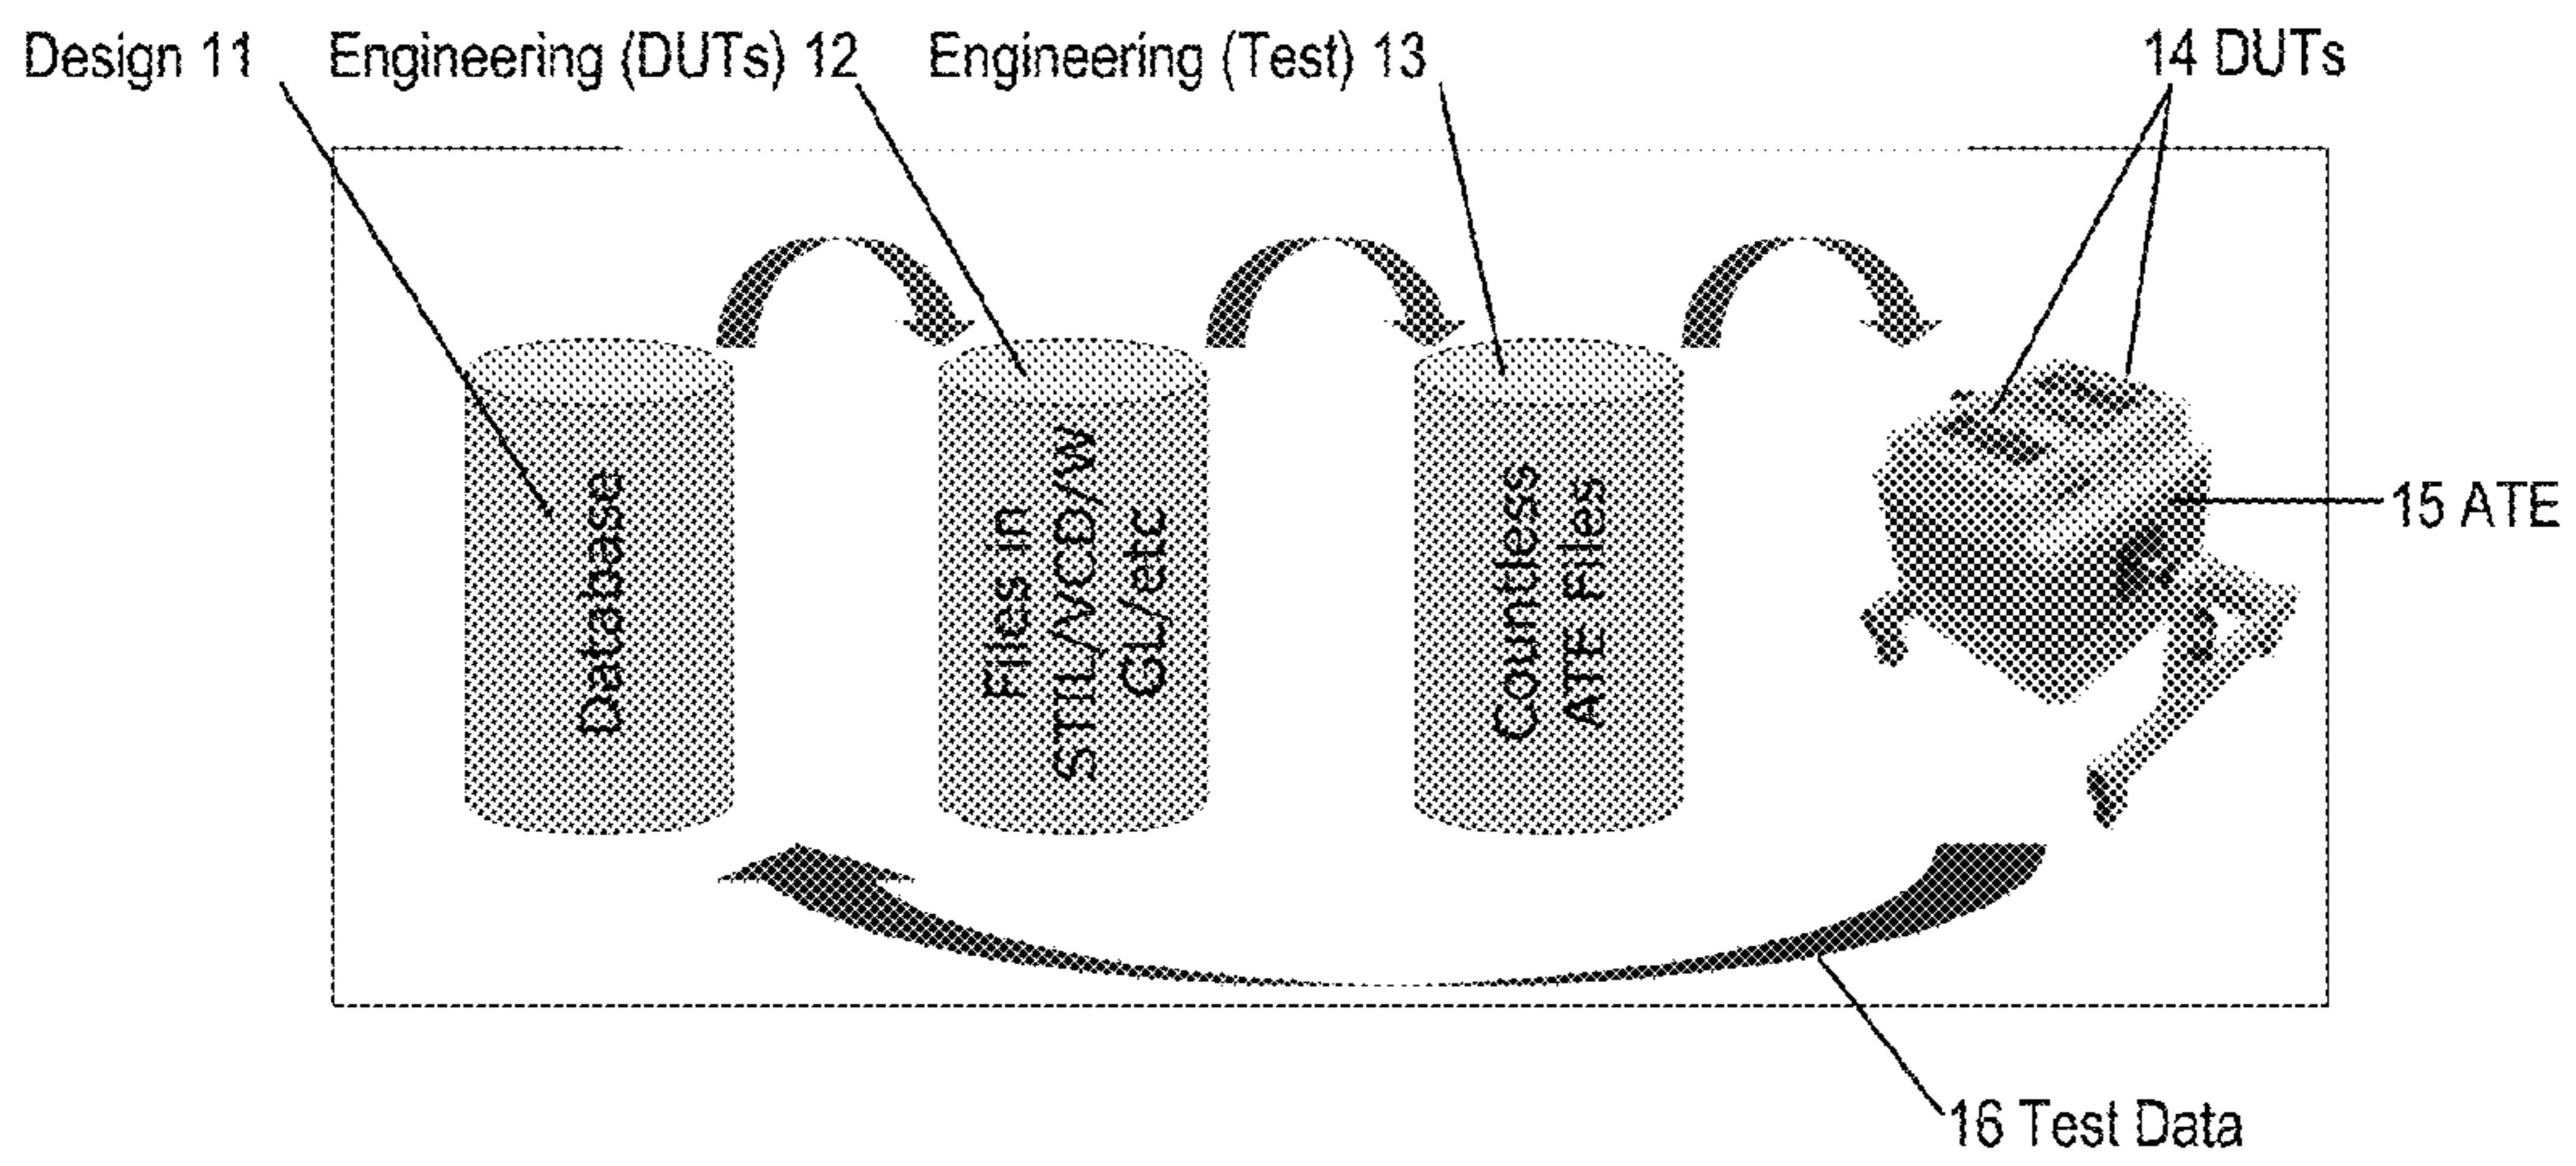 Design 11
Engineering (DUTs) 12
Engineering (Test) 13
14 DUTs
Database
Files in
STIL/VCD/W
GL/etc
Countless
ATE Files
15 ATE
16 Test Data